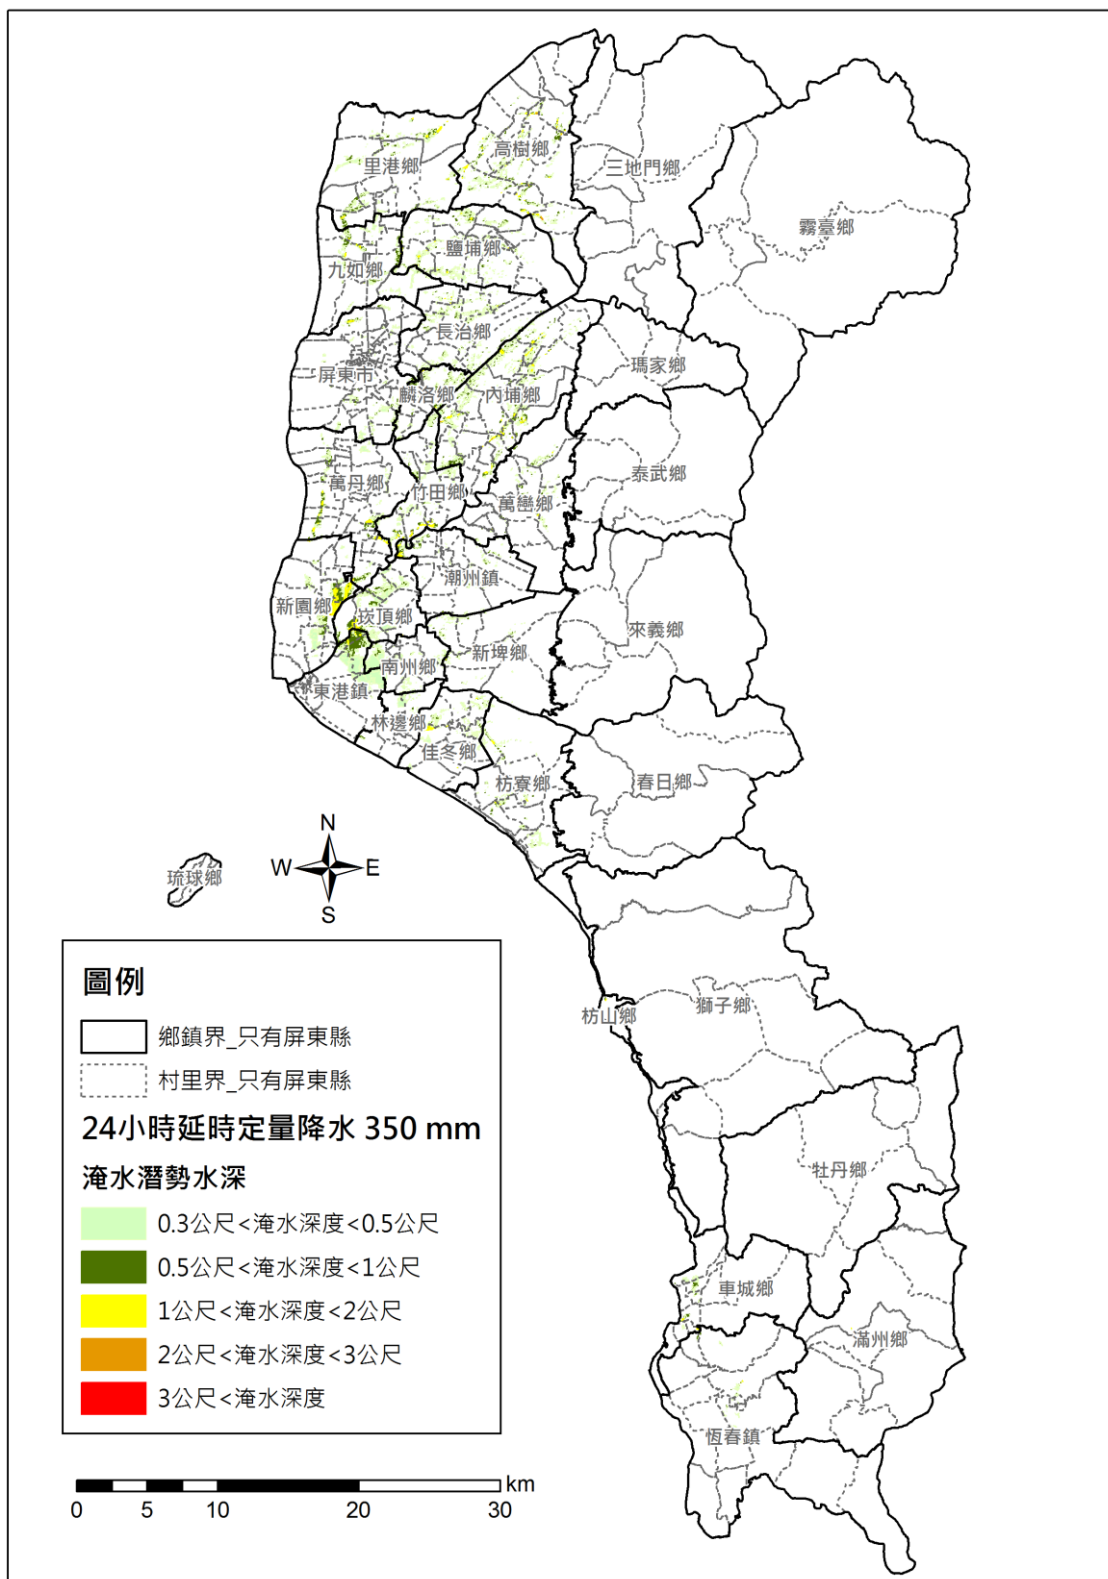 高樹鄉
里港鄉
三地門鄉
霧臺鄉
鹽埔鄉
九如鄉
長治鄉
瑪家鄉
屏東市
麟洛鄉
內埔鄉
泰武鄉
萬丹鄉
竹田鄉
萬巒鄉
潮州鎮
新園鄉
崁頂鄉
來義鄉
新埤鄉
南州鄉
東港鎮
林邊鄉
佳冬鄉
枋寮鄉
春日鄉
琉球鄉
N
W
E
S
獅子鄉
枋山鄉
牡丹鄉
車城鄉
滿州鄉
恆春鎮
圖例
鄉鎮界_只有屏東縣
村里界_只有屏東縣
24小時延時定量降水 350 mm
淹水潛勢水深
0.3公尺<淹水深度<0.5公尺
0.5公尺<淹水深度<1公尺
1公尺<淹水深度<2公尺
2公尺<淹水深度<3公尺
3公尺<淹水深度
km
0 5 10 20 30